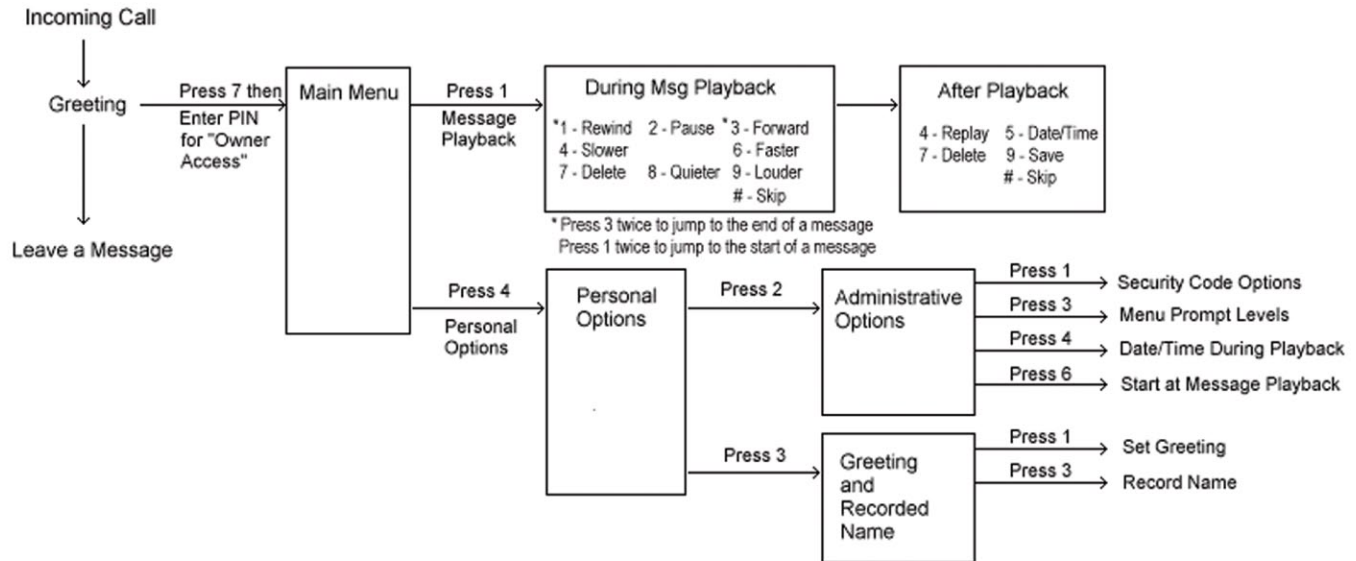 Incoming Call
Greeting
Leave a Message
Press 7 then
Enter PIN
for "Owner
Access"
Main Menu
Press 1
Message
Playback
During Msg Playback
*1 - Rewind 2 - Pause *3 - Forward
4 - Slower 6 - Faster
7 - Delete 8 - Quieter 9 - Louder
# - Skip
* Press 3 twice to jump to the end of a message
Press 1 twice to jump to the start of a message
After Playback
4 - Replay 5 - Date/Time
7 - Delete 9 - Save
# - Skip
Press 4
Personal
Options
Personal
Options
Press 2
Administrative
Options
Press 1
Security Code Options
Press 3
Menu Prompt Levels
Press 4
Date/Time During Playback
Press 6
Start at Message Playback
Press 3
Greeting
and
Recorded
Name
Press 1
Set Greeting
Press 3
Record Name